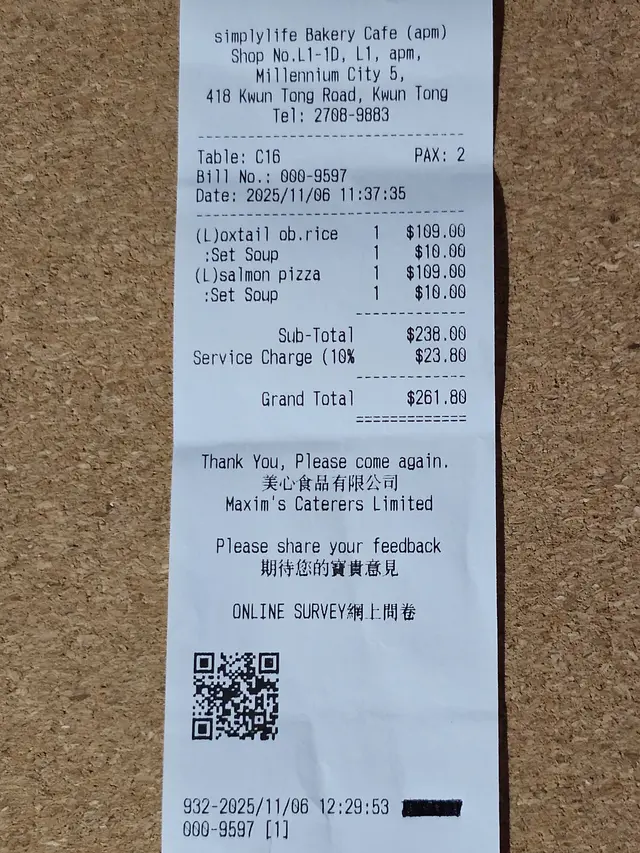 simplylife Bakery Cafe (apm)
Shop No.L1-1D, L1, apm,
Millennium City 5,
418 Kwun Tong Road, Kwun Tong
Tel: 2708-9883
Table: C16 PAX: 2
Bill No.: 000-9597
Date: 2025/11/06 11:37:35
(L)oxtail ob.rice 1 $109.00
:Set Soup 1 $10.00
(L)salmon pizza 1 $109.00
:Set Soup 1 $10.00
Sub-Total $238.00
Service Charge (10% $23.80
Grand Total $261.80
Thank You, Please come again.
美心食品有限公司
Maxim's Caterers Limited
Please share your feedback
期待您的寶貴意見
ONLINE SURVEY網上問卷
932-2025/11/06 12:29:53
000-9597 [1]